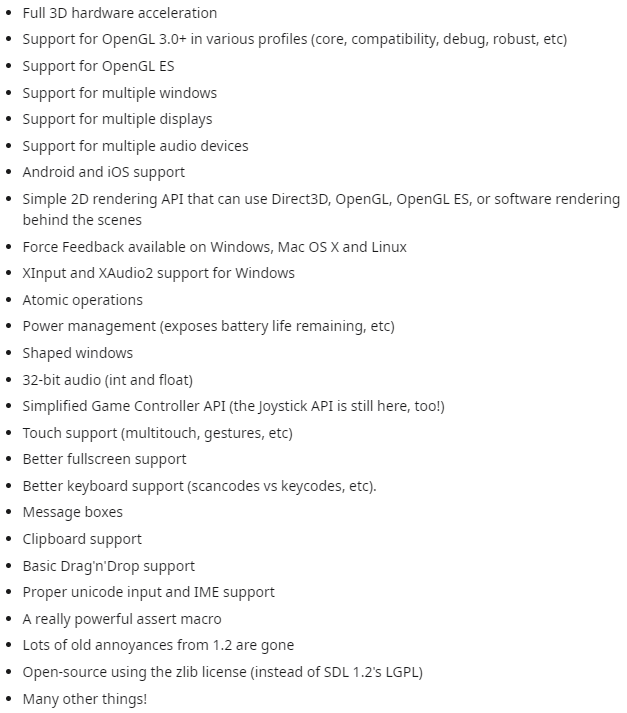 Full 3D hardware acceleration
Support for OpenGL 3.0+ in various profiles (core, compatibility, debug, robust, etc)
Support for OpenGL ES
Support for multiple windows
Support for multiple displays
Support for multiple audio devices
Android and iOS support
Simple 2D rendering API that can use Direct3D, OpenGL, OpenGL ES, or software rendering
behind the scenes
Force Feedback available on Windows, Mac OS X and Linux
XInput and XAudio2 support for Windows
Atomic operations
Power management (exposes battery life remaining, etc)
Shaped windows
32-bit audio (int and float)
Simplified Game Controller API (the Joystick API is still here, too!)
Touch support (multitouch, gestures, etc)
Better fullscreen support
Better keyboard support (scancodes vs keycodes, etc).
Message boxes
Clipboard support
Basic Drag'n'Drop support
Proper unicode input and IME support
A really powerful assert macro
Lots of old annoyances from 1.2 are gone
Open-source using the zlib license (instead of SDL 1.2's LGPL)
Many other things!